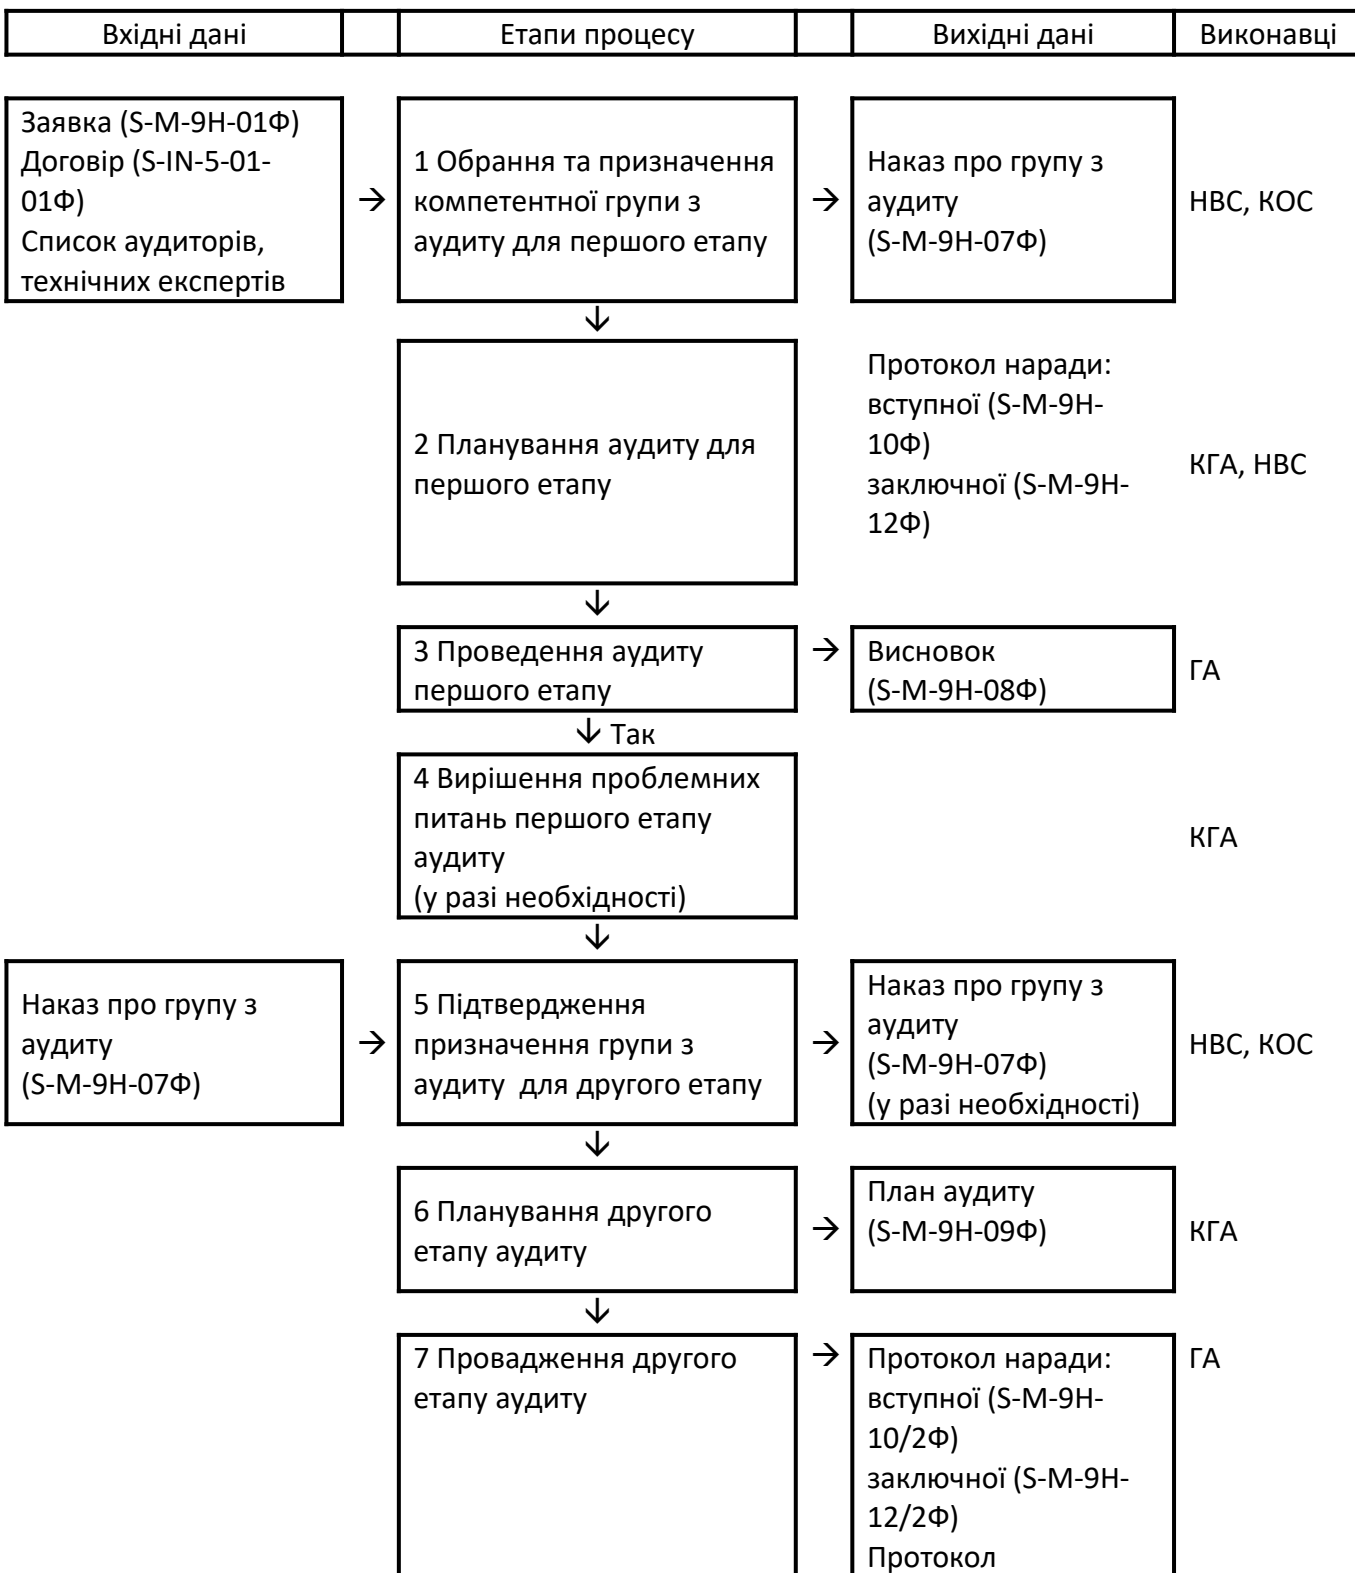 Вхідні дані
Етапи процесу
Вихідні дані
Виконавці
Заявка (S-M-9H-01Ф)
Договір (S-IN-5-01-
01Ф)
Список аудиторів,
технічних експертів
→
1 Обрання та призначення
компетентної групи з
аудиту для першого етапу
→
Наказ про групу з
аудиту
(S-M-9H-07Ф)
НВС, КОС
↓
2 Планування аудиту для
першого етапу
Протокол наради:
вступної (S-M-9H-
10Ф)
заключної (S-M-9H-
12Ф)
КГА, НВС
↓
3 Проведення аудиту
першого етапу
→
Висновок
(S-M-9H-08Ф)
ГА
↓ Так
4 Вирішення проблемних
питань першого етапу
аудиту
(у разі необхідності)
КГА
↓
Наказ про групу з
аудиту
(S-M-9H-07Ф)
→
5 Підтвердження
призначення групи з
аудиту  для другого етапу
→
Наказ про групу з
аудиту
(S-M-9H-07Ф)
(у разі необхідності)
НВС, КОС
↓
6 Планування другого
етапу аудиту
→
План аудиту
(S-M-9H-09Ф)
КГА
↓
7 Провадження другого
етапу аудиту
→
Протокол наради:
вступної (S-M-9H-
10/2Ф)
заключної (S-M-9H-
12/2Ф)
Протокол
ГА